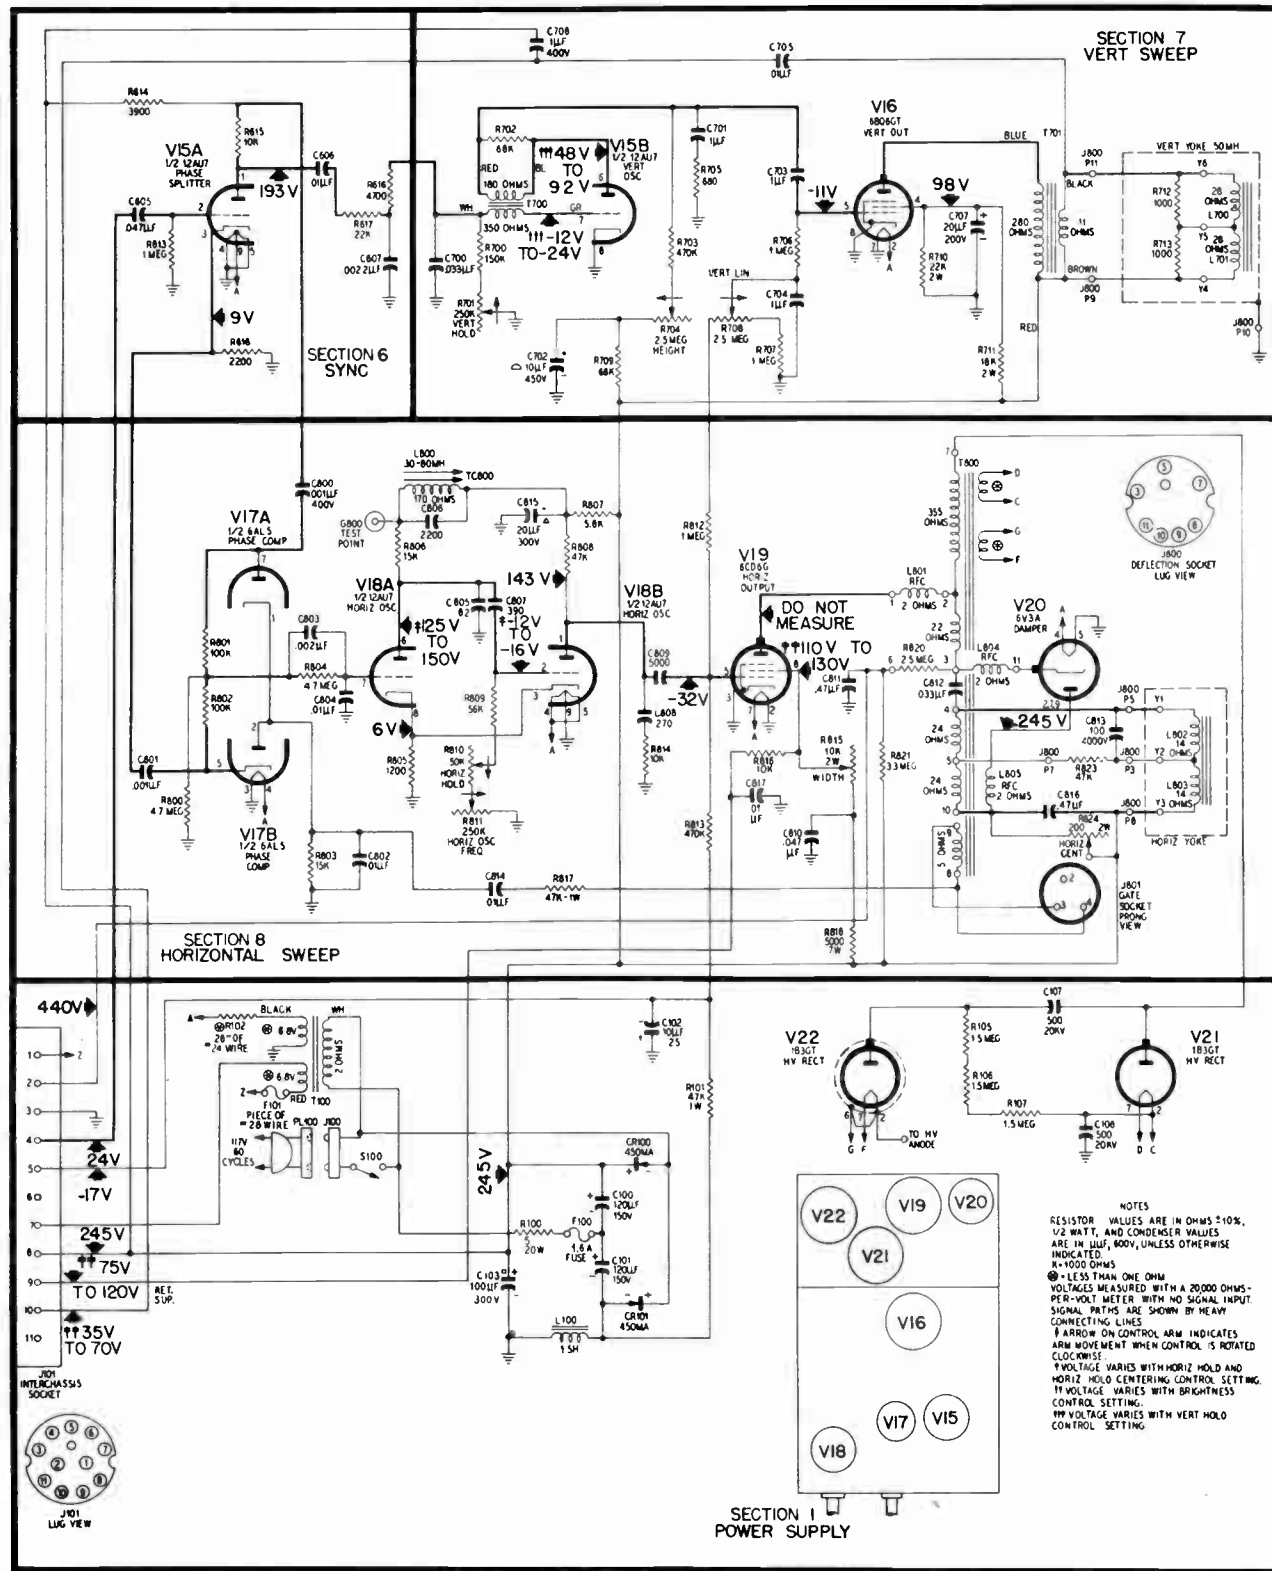 SECTION 7
VERT SWEEP
C708
1µF
400V
C705
.01µF
R614
3900
R615
10K
V15A
1/2 12AU7
PHASE
SPLITTER
193V
C605
.047µF
R813
1 MEG
9V
R618
2200
C606
.01µF
R616
4700
R617
22K
C607
.0022µF
SECTION 6
SYNC
R702
68K
RED
BL
180 OHMS
T700
350 OHMS
WH
GR
C700
.033µF
R700
150K
R701
250K
VERT
HOLD
†††48V
TO
92V
V15B
1/2 12AU7
VERT
OSC
†††-12V
TO-24V
C702
10µF
450V
R703
470K
R704
2.5 MEG
HEIGHT
R709
68K
C701
1µF
R705
680
C703
1µF
R706
1 MEG
VERT LIN
C704
1µF
R708
2.5 MEG
R707
1 MEG
-11V
V16
6BQ6GT
VERT OUT
98V
R710
22K
2W
C707
20µF
200V
R711
18K
2W
BLUE
T701
280
OHMS
11
OHMS
RED
J800
P11
BLACK
BROWN
J800
P9
VERT YOKE 50MH
Y6
R712
1000
28
OHMS
L700
Y5
R713
1000
28
OHMS
L701
Y4
J800
P10
C800
.001µF
400V
V17A
1/2 6AL5
PHASE COMP
R801
100K
R802
100K
C803
.002µF
R804
4.7 MEG
C804
.01µF
C801
.001µF
R800
4.7 MEG
V17B
1/2 6AL5
PHASE
COMP
R803
15K
C802
.01µF
L800
30-80MH
TC800
170 OHMS
C806
2200
G800
TEST
POINT
R806
15K
V18A
1/2 12AU7
HORIZ OSC
†125V
TO
150V
C805
82
C807
390
†-12V
TO
-16V
6V
R805
1200
R809
56K
R810
50K
HORIZ
HOLD
R811
250K
HORIZ OSC
FREQ
C815
20µF
300V
R807
5.8K
R808
47K
143V
V18B
1/2 12AU7
HORIZ OSC
C809
5000
L808
270
R814
10K
-32V
R812
1 MEG
R813
470K
C814
.01µF
R817
47K-1W
V19
6CD6G
HORIZ
OUTPUT
DO NOT
MEASURE
††110V TO
130V
C811
.47µF
R820
2.5 MEG
R816
10K
C817
.01
µF
R815
10K
2W
WIDTH
C810
.047
µF
R821
3.3 MEG
R818
5000
7W
T800
355
OHMS
D
C
G
F
L801
RFC
2 OHMS
22
OHMS
L804
RFC
2 OHMS
C812
.033µF
24
OHMS
24
OHMS
5 OHMS
L805
RFC
2 OHMS
245V
V20
6V3A
DAMPER
C813
100
4000V
J800
P5
Y1
J800
P7
R823
47K
J800
P3
Y2
L802
14
OHMS
L803
14
OHMS
C816
.47µF
J800
P8
Y3
HORIZ YOKE
R824
200
2W
HORIZ
CENT
J801
GATE
SOCKET
PRONG
VIEW
J800
DEFLECTION SOCKET
LUG VIEW
SECTION 8
HORIZONTAL SWEEP
440V
24V
-17V
245V
††75V
TO 120V
RET.
SUP.
††35V
TO 70V
J101
INTERCHASSIS
SOCKET
J101
LUG VIEW
BLACK
WH
R102
28" OF
#24 WIRE
6.8V
6.8V
2 OHMS
RED T100
F101
PIECE OF
#28 WIRE
PL100
J100
117V
60
CYCLES
S100
C102
10µF
25
R101
4.7K
1W
CR100
450MA
245V
C100
120µF
150V
R100
5
20W
F100
1.6A
FUSE
C101
120µF
150V
C103
100µF
300V
CR101
450MA
L100
1.5H
V22
1B3GT
HV RECT
G F
TO HV
ANODE
R105
1.5MEG
R106
1.5MEG
R107
1.5MEG
C107
500
20KV
C108
500
20KV
V21
1B3GT
HV RECT
D C
V22
V19
V20
V21
V16
V17
V15
V18
SECTION 1
POWER SUPPLY
NOTES
RESISTOR VALUES ARE IN OHMS ±10%,
1/2 WATT, AND CONDENSER VALUES
ARE IN µµF, 600V, UNLESS OTHERWISE
INDICATED.
K=1000 OHMS
⊛=LESS THAN ONE OHM
VOLTAGES MEASURED WITH A 20,000 OHMS-
PER-VOLT METER WITH NO SIGNAL INPUT.
SIGNAL PATHS ARE SHOWN BY HEAVY
CONNECTING LINES
ARROW ON CONTROL ARM INDICATES
ARM MOVEMENT WHEN CONTROL IS ROTATED
CLOCKWISE.
†VOLTAGE VARIES WITH HORIZ HOLD AND
HORIZ HOLD CENTERING CONTROL SETTING.
††VOLTAGE VARIES WITH BRIGHTNESS
CONTROL SETTING.
†††VOLTAGE VARIES WITH VERT HOLD
CONTROL SETTING